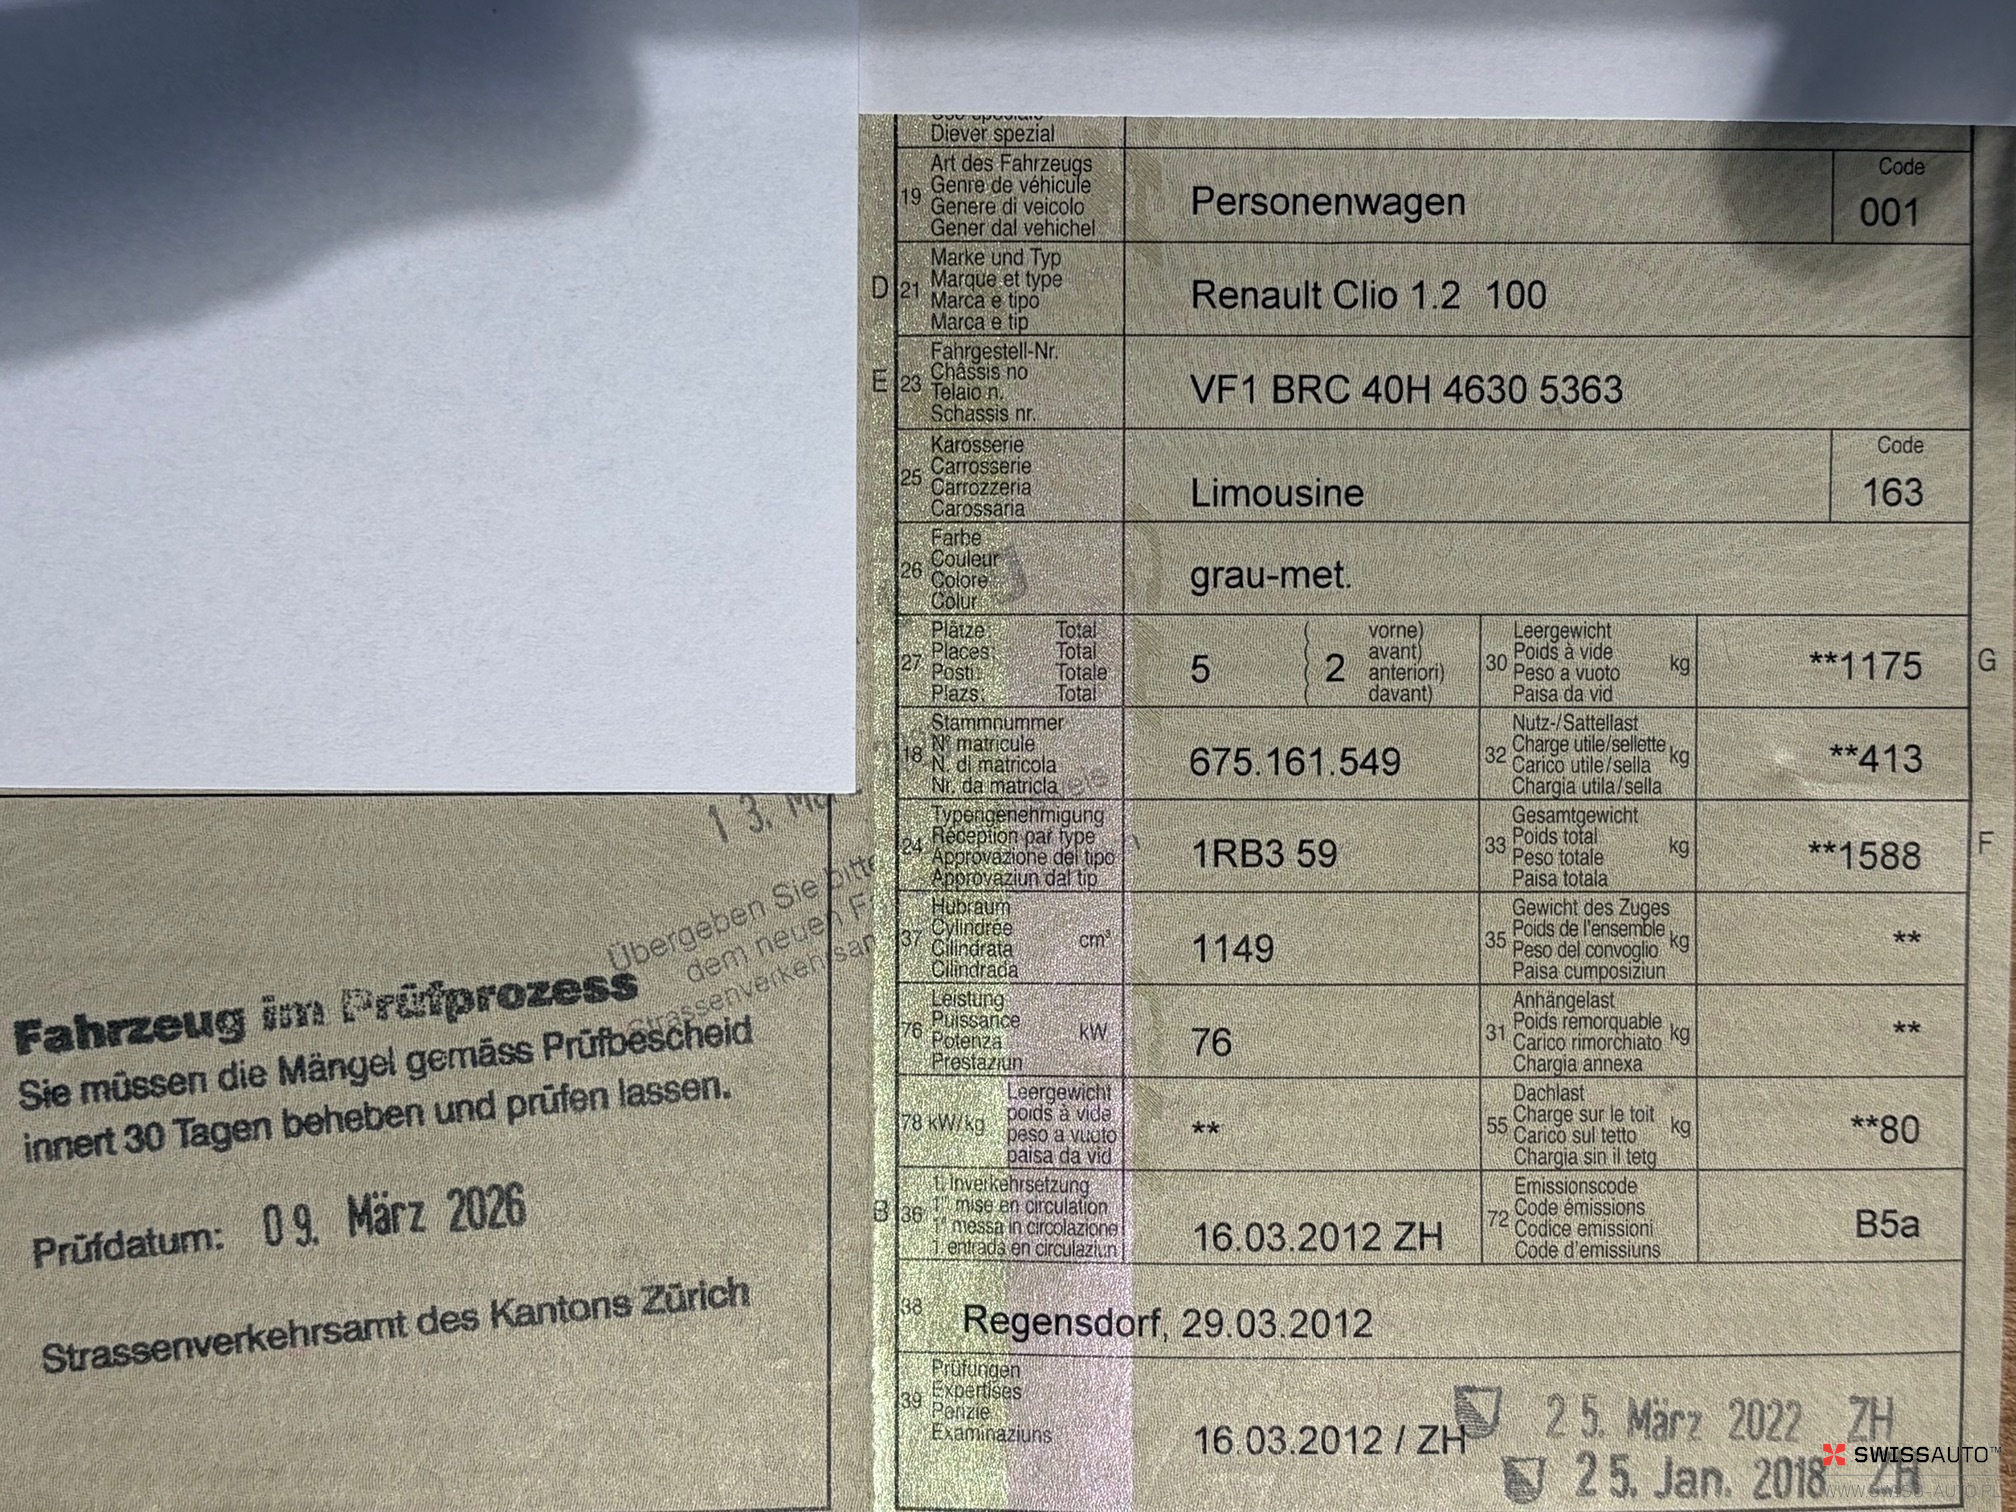 Diever spezial
19
Art des Fahrzeugs
Genre de véhicule
Genere di veicolo
Gener dal vehichel
Personenwagen
Code
001
D
21
Marke und Typ
Marque et type
Marca e tipo
Marca e tip
Renault Clio 1.2 100
E
23
Fahrgestell-Nr.
Châssis no
Telaio n.
Schassis nr.
VF1 BRC 40H 4630 5363
25
Karosserie
Carrosserie
Carrozzeria
Carossaria
Limousine
Code
163
26
Farbe
Couleur
Colore
Colur
grau-met.
27
Plätze: Total
Places: Total
Posti: Totale
Plazs: Total
5
( vorne)
( 2 avant)
( anteriori)
( davant)
30
Leergewicht
Poids à vide
Peso a vuoto
Paisa da vid
kg
**1175
G
18
Stammnummer
N° matricule
N. di matricola
Nr. da matricla
675.161.549
32
Nutz-/Sattellast
Charge utile/sellette
Carico utile/sella
Chargia utila/sella
kg
**413
24
Typengenehmigung
Réception par type
Approvazione del tipo
Approvaziun dal tip
1RB3 59
33
Gesamtgewicht
Poids total
Peso totale
Paisa totala
kg
**1588
F
37
Hubraum
Cylindrée
Cilindrata
Cilindrada
cm³
1149
35
Gewicht des Zuges
Poids de l'ensemble
Peso del convoglio
Paisa cumposiziun
kg
**
76
Leistung
Puissance
Potenza
Prestaziun
kW
76
31
Anhängelast
Poids remorquable
Carico rimorchiato
Chargia annexa
kg
**
78 kW/kg
Leergewicht
poids à vide
peso a vuoto
paisa da vid
**
55
Dachlast
Charge sur le toit
Carico sul tetto
Chargia sin il tetg
kg
**80
B
36
1. Inverkehrsetzung
1re mise en circulation
1a messa in circolazione
1. entrada en circulaziun
16.03.2012 ZH
72
Emissionscode
Code émissions
Codice emissioni
Code d'emissiuns
B5a
38
Regensdorf, 29.03.2012
39
Prüfungen
Expertises
Perizie
Examinaziuns
16.03.2012 / ZH
25. März 2022 ZH
25. Jan. 2018 ZH
13.
Übergeben Sie bitte
dem neuen
Strassenverkehrsam
Fahrzeug im Prüfprozess
Sie müssen die Mängel gemäss Prüfbescheid
innert 30 Tagen beheben und prüfen lassen.
Prüfdatum: 09. März 2026
Strassenverkehrsamt des Kantons Zürich
SWISSAUTO™